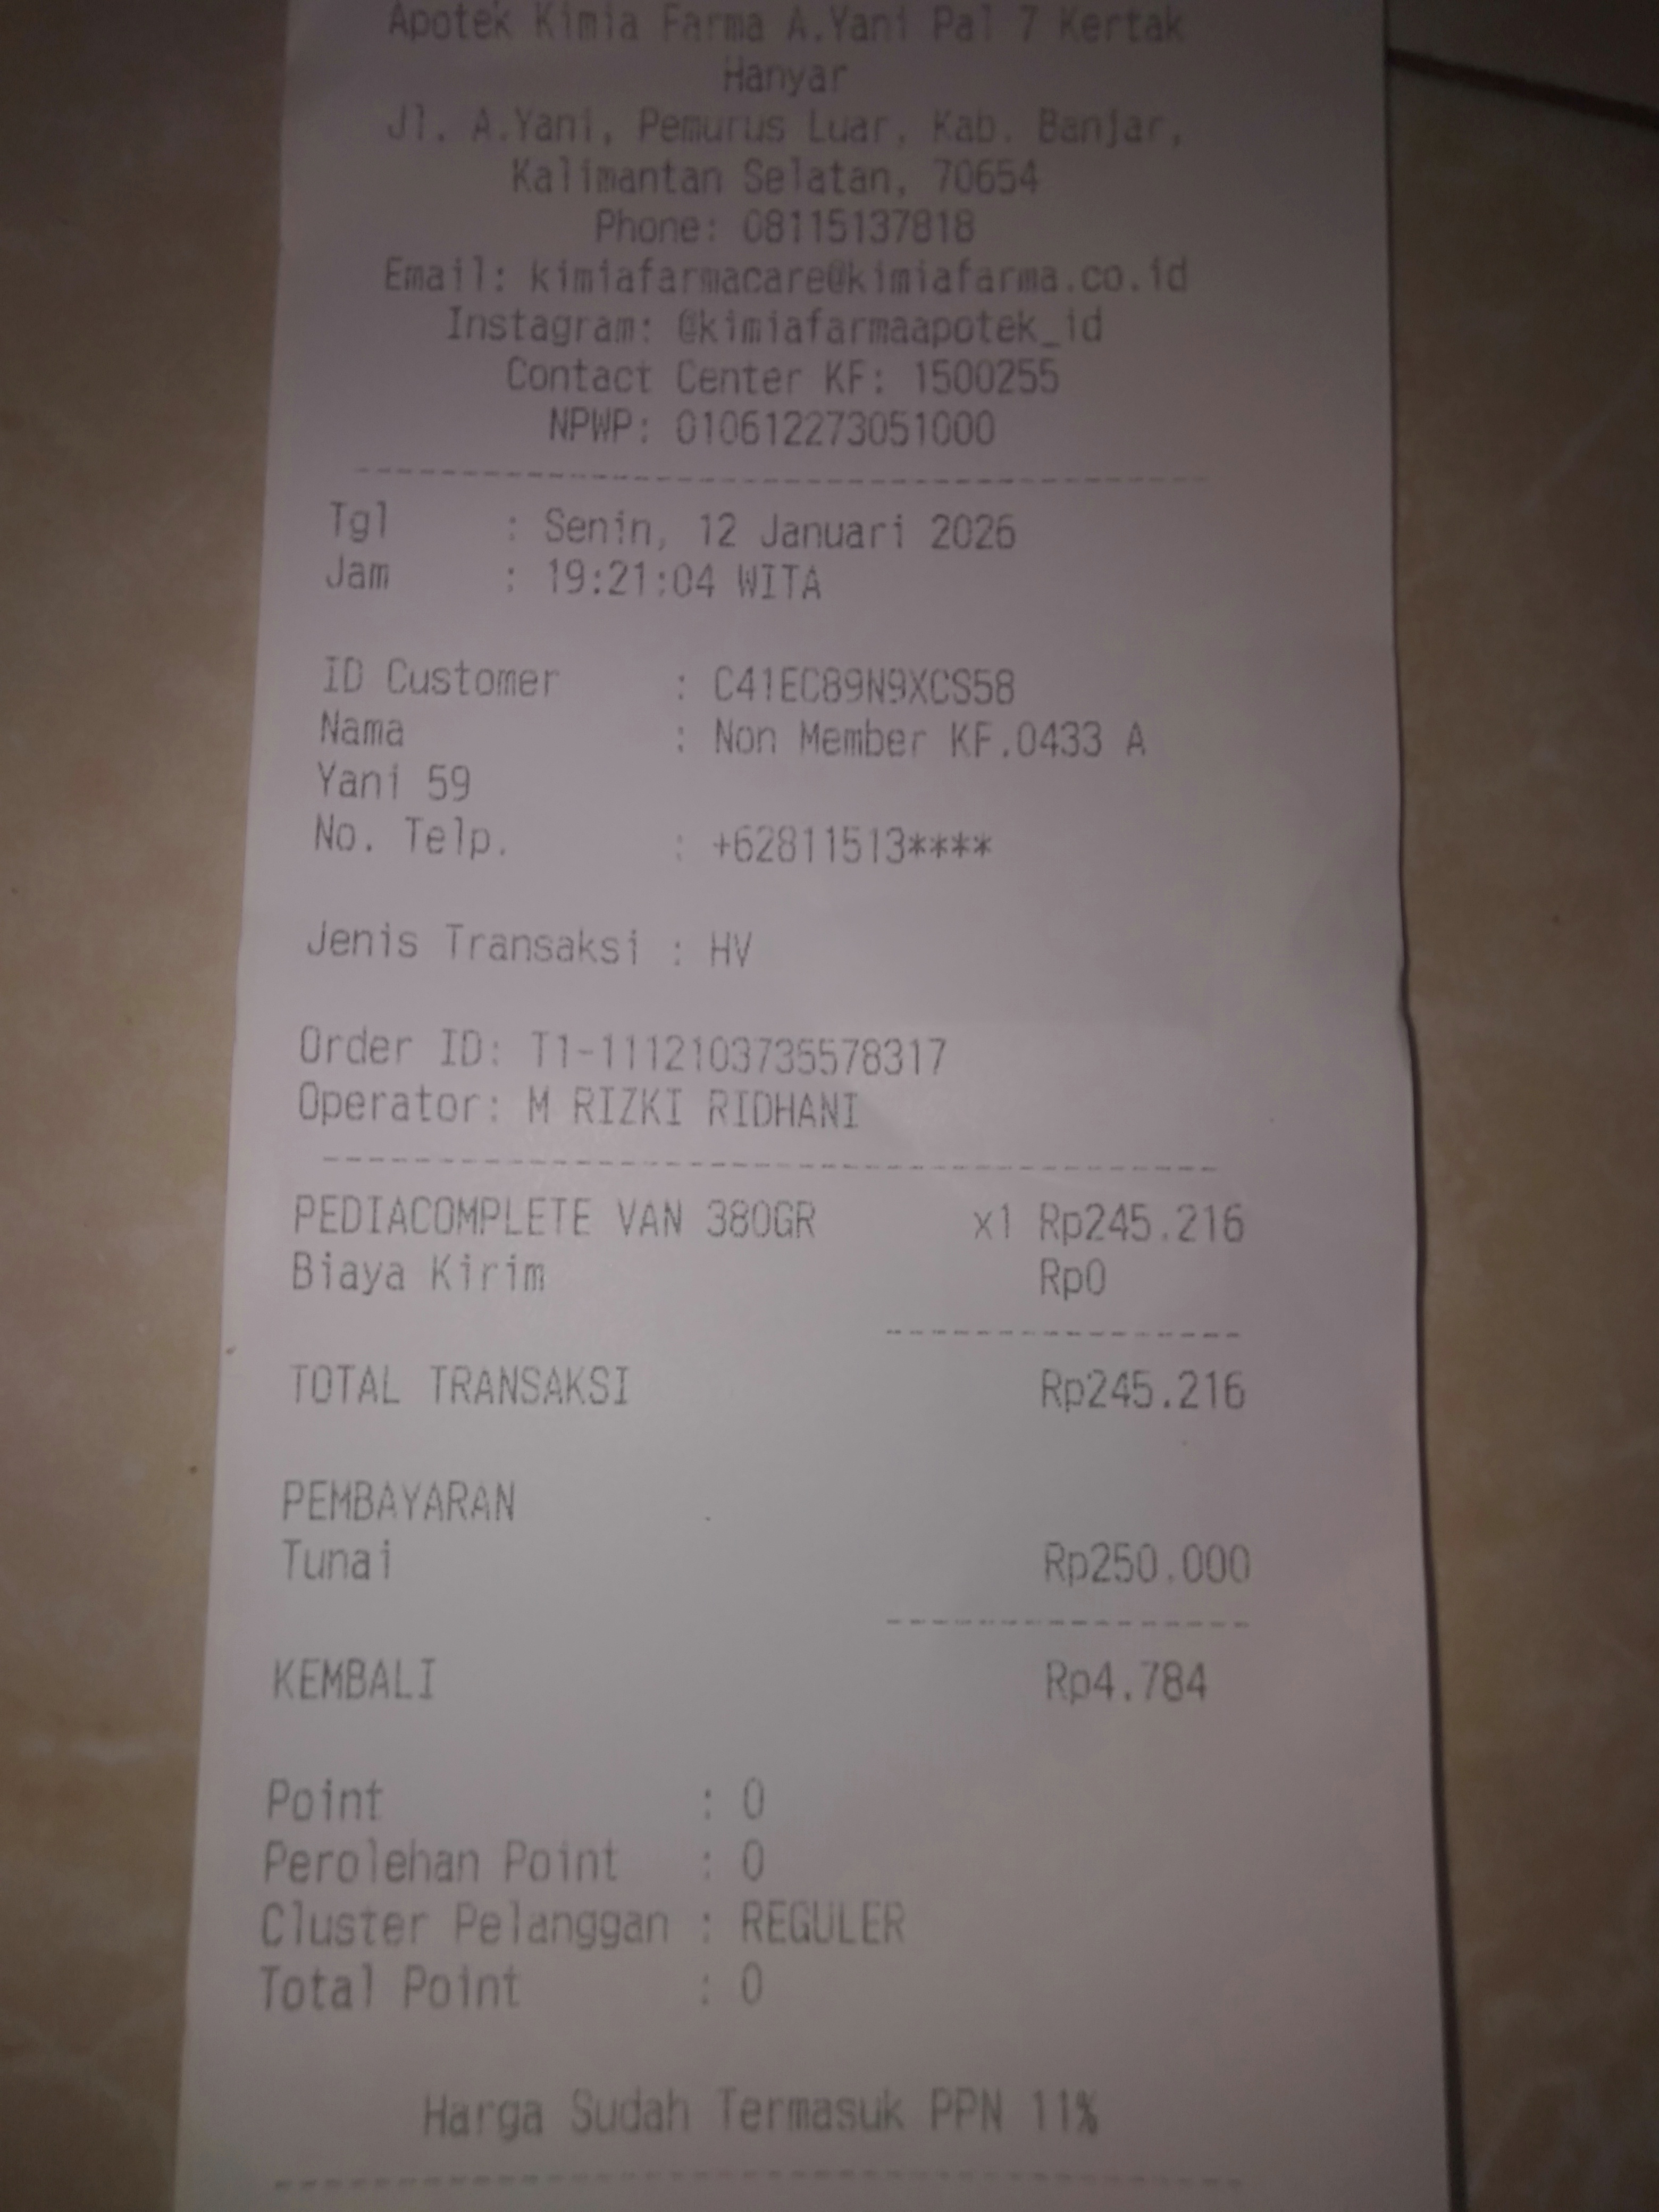 Apotek Kimia Farma A.Yani Pal 7 Kertak
Hanyar
Jl. A.Yani, Pemurus Luar, Kab. Banjar,
Kalimantan Selatan, 70654
Phone: 08115137818
Email: kimiafarmacare@kimiafarma.co.id
Instagram: @kimiafarmaapotek_id
Contact Center KF: 1500255
NPWP: 010612273051000
Tgl : Senin, 12 Januari 2026
Jam : 19:21:04 WITA
ID Customer : C41EC89N9XCS58
Nama : Non Member KF.0433 A
Yani 59
No. Telp. : +62811513****
Jenis Transaksi : HV
Order ID: T1-1112103735578317
Operator: M RIZKI RIDHANI
PEDIACOMPLETE VAN 380GR x1 Rp245.216
Biaya Kirim Rp0
TOTAL TRANSAKSI Rp245.216
PEMBAYARAN
Tunai Rp250.000
KEMBALI Rp4.784
Point : 0
Perolehan Point : 0
Cluster Pelanggan : REGULER
Total Point : 0
Harga Sudah Termasuk PPN 11%